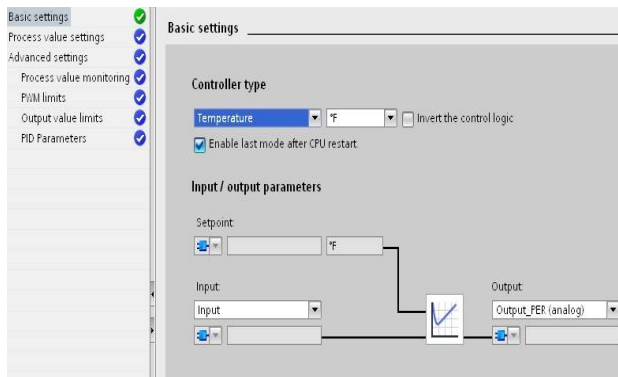 Basic settings
Process value settings
Advanced settings
Process value monitoring
PWM limits
Output value limits
PID Parameters
Basic settings
Controller type
Temperature
°F
Invert the control logic
Enable last mode after CPU restart.
Input / output parameters
Setpoint:
°F
Input:
Output:
Input
Output_PER (analog)